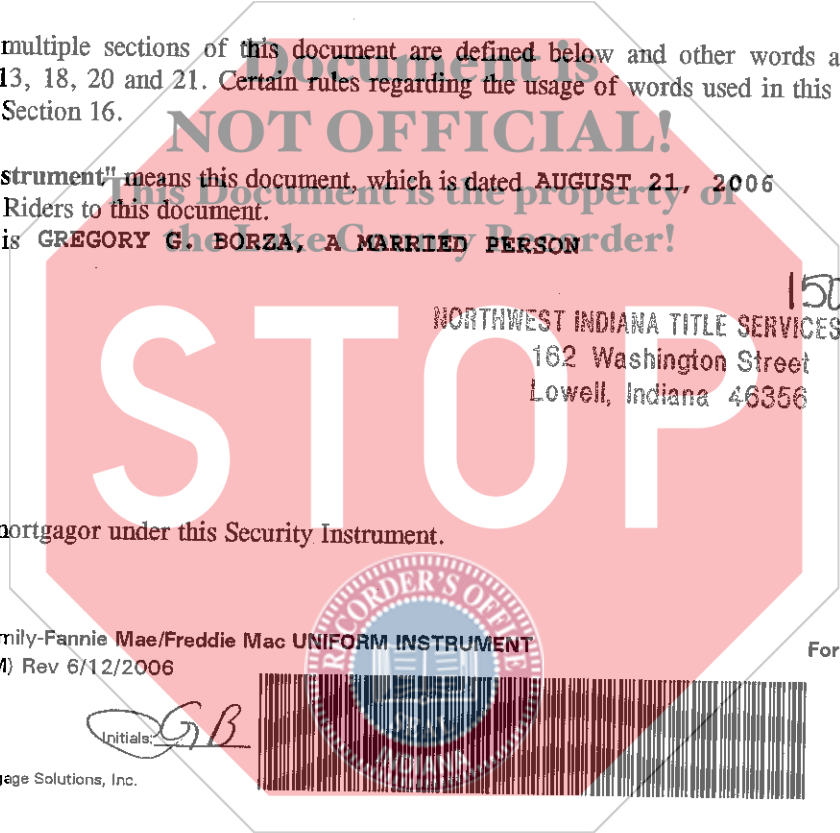 multiple sections of this document are defined below and other words a
13, 18, 20 and 21. Certain rules regarding the usage of words used in this
Section 16.
Document is
NOT OFFICIAL!
This Document is the property of
the Lake County Recorder!
strument" means this document, which is dated AUGUST 21, 2006
Riders to this document.
is GREGORY G. BORZA, A MARRIED PERSON
150
NORTHWEST INDIANA TITLE SERVICES
162 Washington Street
Lowell, Indiana 46356
STOP
nortgagor under this Security Instrument.
RECORDER'S OFFICE
SEAL
INDIANA
mily-Fannie Mae/Freddie Mac UNIFORM INSTRUMENT
For
M) Rev 6/12/2006
Initials: GB
gage Solutions, Inc.